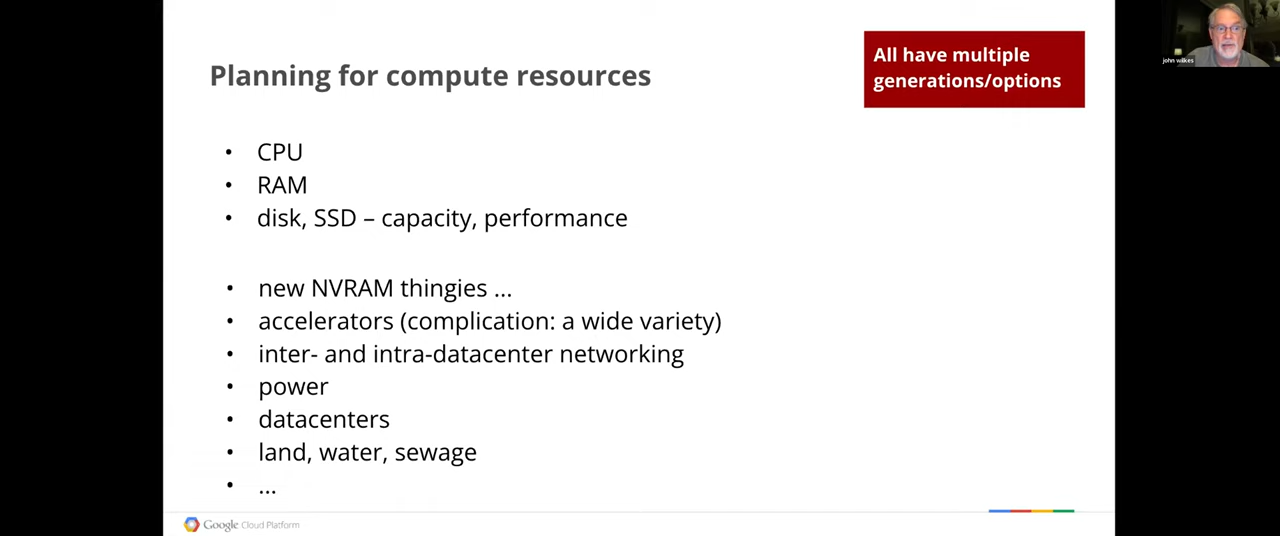 All have multiple
generations/options
john wilkes
Planning for compute resources
• CPU
• RAM
• disk, SSD – capacity, performance
• new NVRAM thingies ...
• accelerators (complication: a wide variety)
• inter- and intra-datacenter networking
• power
• datacenters
• land, water, sewage
• ...
Google Cloud Platform